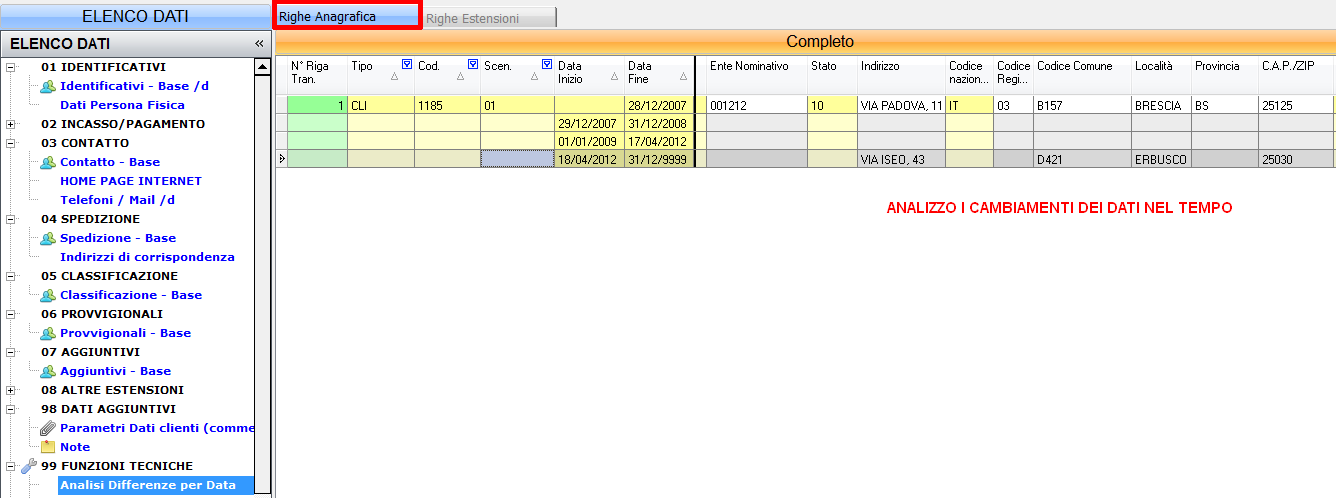 ELENCO DATI
Righe Anagrafica
Righe Estensioni
ELENCO DATI «
01 IDENTIFICATIVI
Identificativi - Base /d
Dati Persona Fisica
02 INCASSO/PAGAMENTO
03 CONTATTO
Contatto - Base
HOME PAGE INTERNET
Telefoni / Mail /d
04 SPEDIZIONE
Spedizione - Base
Indirizzi di corrispondenza
05 CLASSIFICAZIONE
Classificazione - Base
06 PROVVIGIONALI
Provvigionali - Base
07 AGGIUNTIVI
Aggiuntivi - Base
08 ALTRE ESTENSIONI
98 DATI AGGIUNTIVI
Parametri Dati clienti (comme
Note
99 FUNZIONI TECNICHE
Analisi Differenze per Data
Completo
N° Riga Tran. Tipo Cod. Scen. Data Inizio Data Fine Ente Nominativo Stato Indirizzo Codice nazion... Codice Regi... Codice Comune Località Provincia C.A.P./ZIP
1 CLI 1185 01 28/12/2007 001212 10 VIA PADOVA, 11 IT 03 B157 BRESCIA BS 25125
29/12/2007 31/12/2008
01/01/2009 17/04/2012
18/04/2012 31/12/9999 VIA ISEO, 43 D421 ERBUSCO 25030
ANALIZZO I CAMBIAMENTI DEI DATI NEL TEMPO